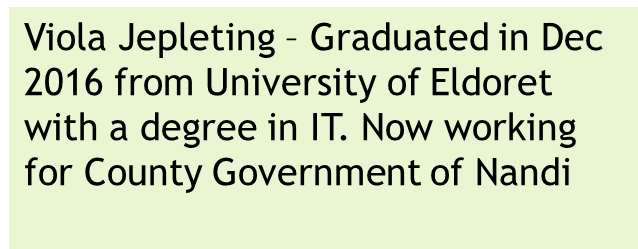 Viola Jepleting – Graduated in Dec
2016 from University of Eldoret
with a degree in IT. Now working
for County Government of Nandi